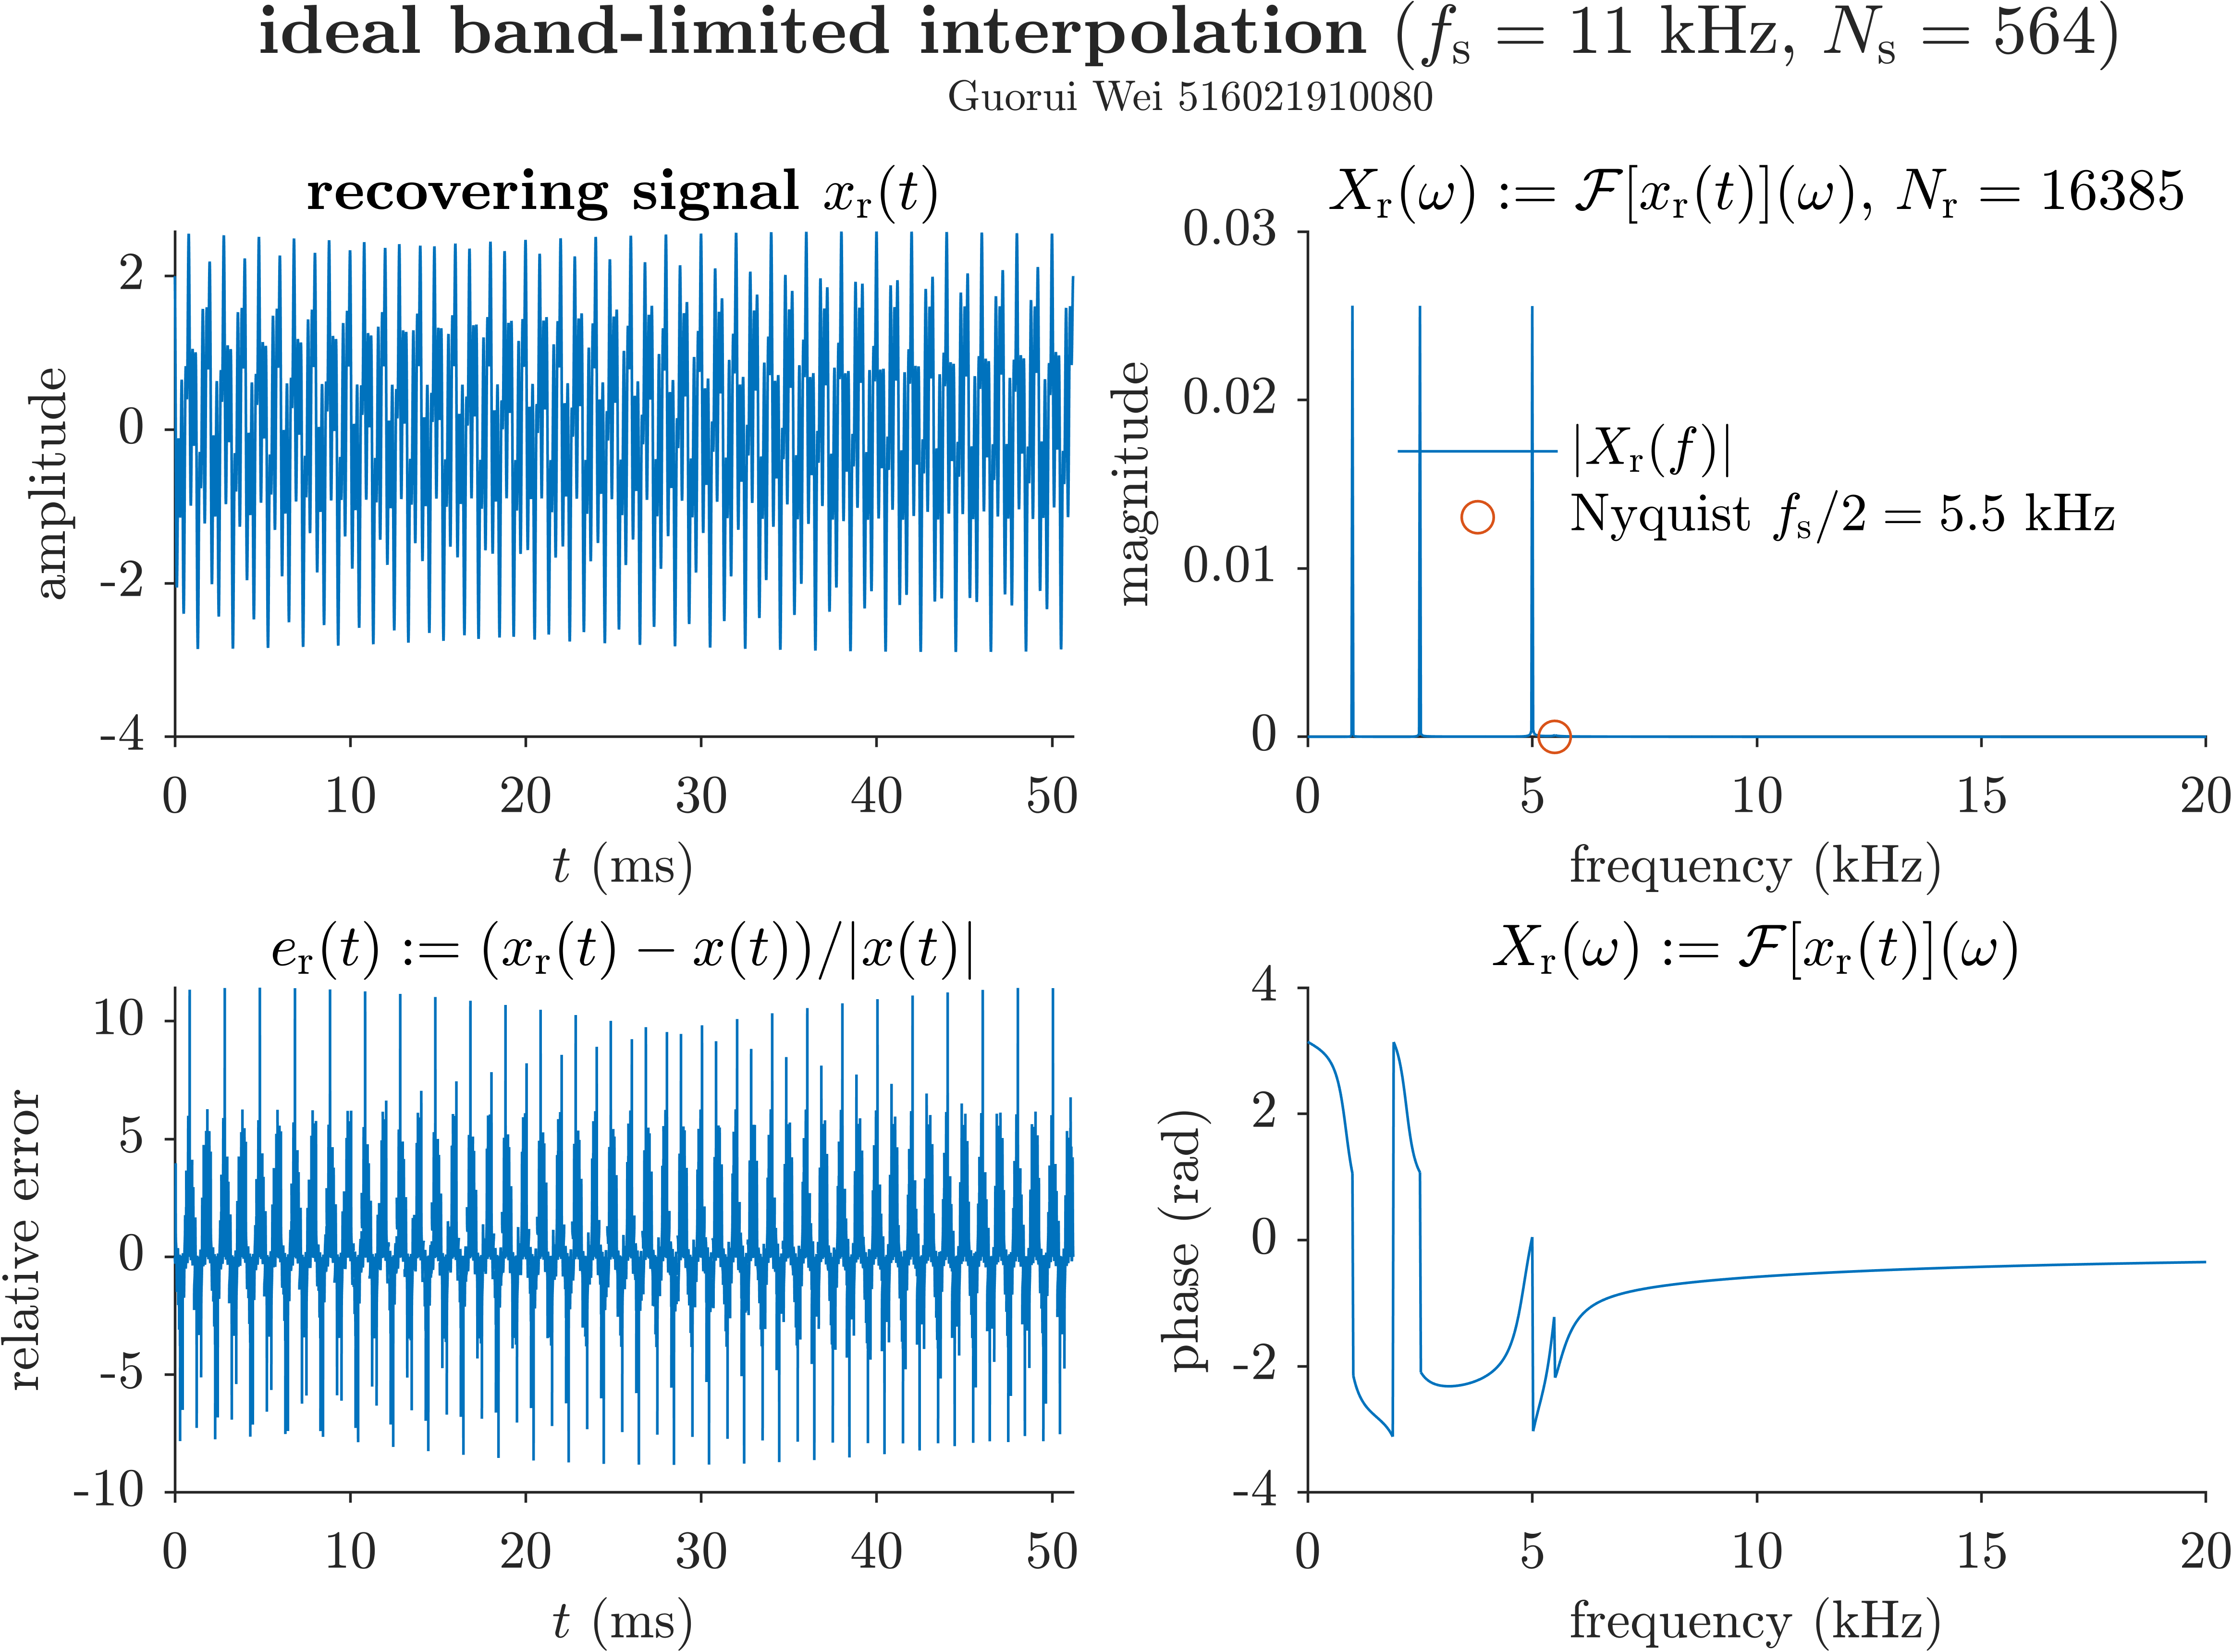 ideal band-limited interpolation (fₛ = 11 kHz, Nₛ = 564)
Guorui Wei 516021910080
recovering signal xᵣ(t)
2
0
-2
-4
amplitude
0 10 20 30 40 50
t (ms)
Xᵣ(ω) := ℱ[xᵣ(t)](ω), Nᵣ = 16385
0.03
0.02
0.01
0
magnitude
|Xᵣ(f)|
Nyquist fₛ/2 = 5.5 kHz
0 5 10 15 20
frequency (kHz)
eᵣ(t) := (xᵣ(t) − x(t))/|x(t)|
10
5
0
-5
-10
relative error
0 10 20 30 40 50
t (ms)
Xᵣ(ω) := ℱ[xᵣ(t)](ω)
4
2
0
-2
-4
phase (rad)
0 5 10 15 20
frequency (kHz)